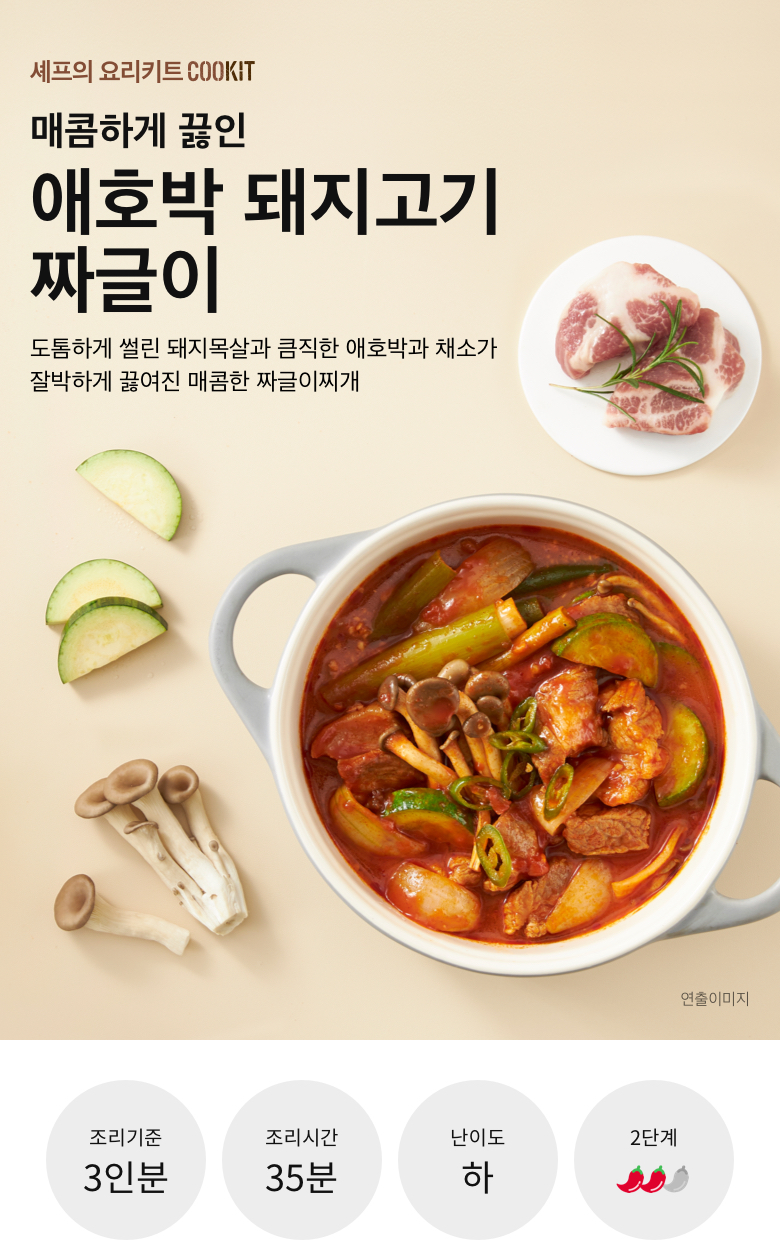 셰프의 요리키트 COOKIT
매콤하게 끓인
애호박 돼지고기
짜글이
도톰하게 썰린 돼지목살과 큼직한 애호박과 채소가
잘박하게 끓여진 매콤한 짜글이찌개
연출이미지
조리기준
3인분
조리시간
35분
난이도
하
2단계